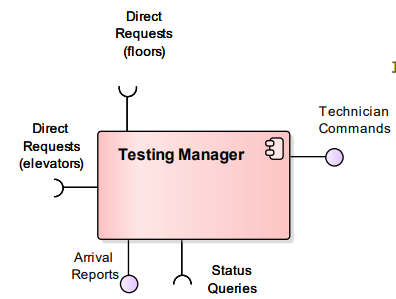 Direct
Requests
(floors)
Technician
Commands
Direct
Requests
(elevators)
Testing Manager
Arrival
Reports
Status
Queries